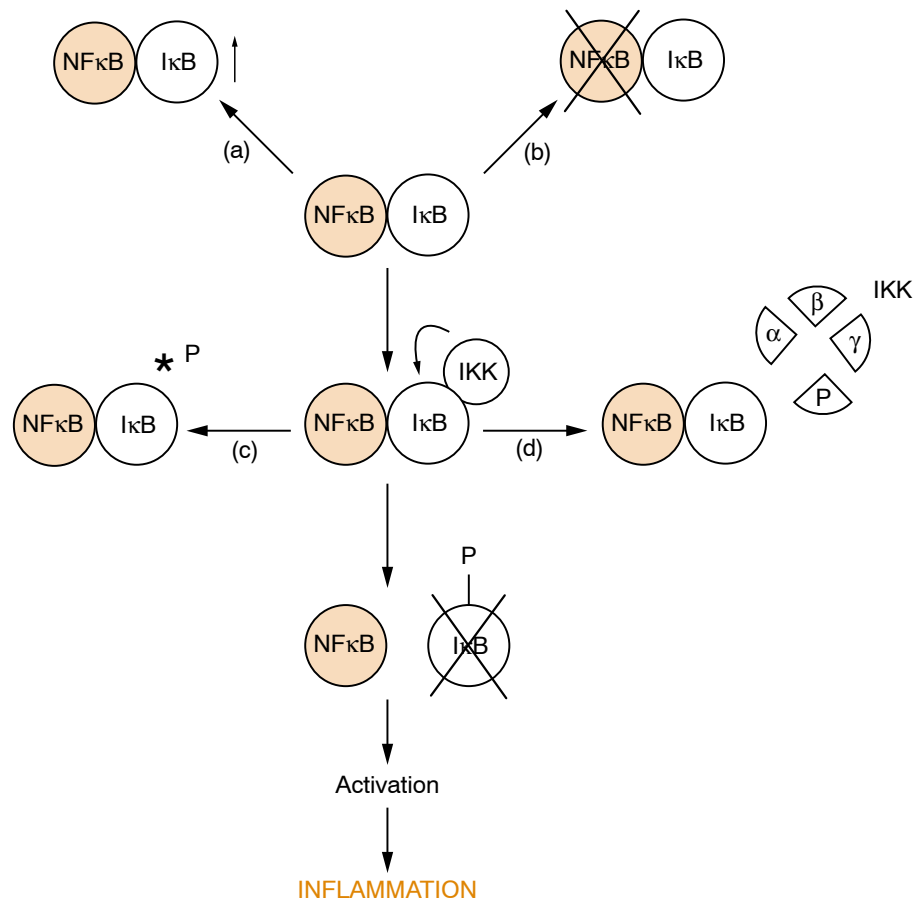 NFκB IκB
NFκB IκB
(a)
(b)
NFκB IκB
IKK
α β γ P
* P
IKK
NFκB IκB
NFκB IκB
NFκB IκB
(c)
(d)
P
NFκB IκB
Activation
INFLAMMATION